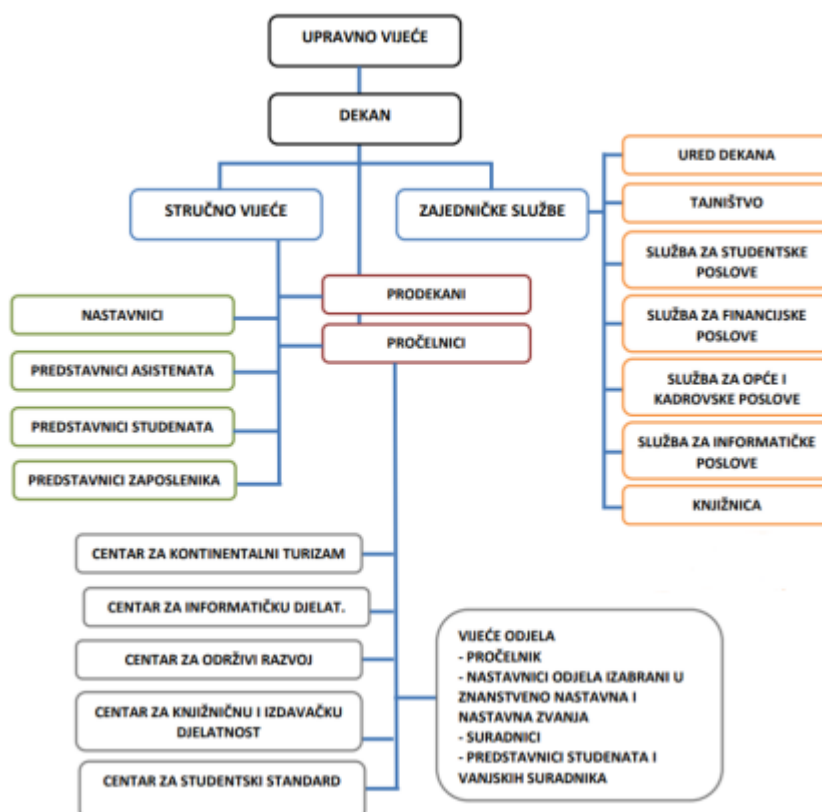 UPRAVNO VIJEĆE
DEKAN
STRUČNO VIJEĆE
ZAJEDNIČKE SLUŽBE
URED DEKANA
TAJNIŠTVO
SLUŽBA ZA STUDENTSKE
POSLOVE
SLUŽBA ZA FINANCIJSKE
POSLOVE
SLUŽBA ZA OPĆE I
KADROVSKE POSLOVE
SLUŽBA ZA INFORMATIČKE
POSLOVE
KNJIŽNICA
PRODEKANI
PROČELNICI
NASTAVNICI
PREDSTAVNICI ASISTENATA
PREDSTAVNICI STUDENATA
PREDSTAVNICI ZAPOSLENIKA
CENTAR ZA KONTINENTALNI TURIZAM
CENTAR ZA INFORMATIČKU DJELAT.
CENTAR ZA ODRŽIVI RAZVOJ
CENTAR ZA KNJIŽNIČNU I IZDAVAČKU
DJELATNOST
CENTAR ZA STUDENTSKI STANDARD
VIJEĆE ODJELA
- PROČELNIK
- NASTAVNICI ODJELA IZABRANI U
ZNANSTVENO NASTAVNA I
NASTAVNA ZVANJA
- SURADNICI
- PREDSTAVNICI STUDENATA I
VANJSKIH SURADNIKA